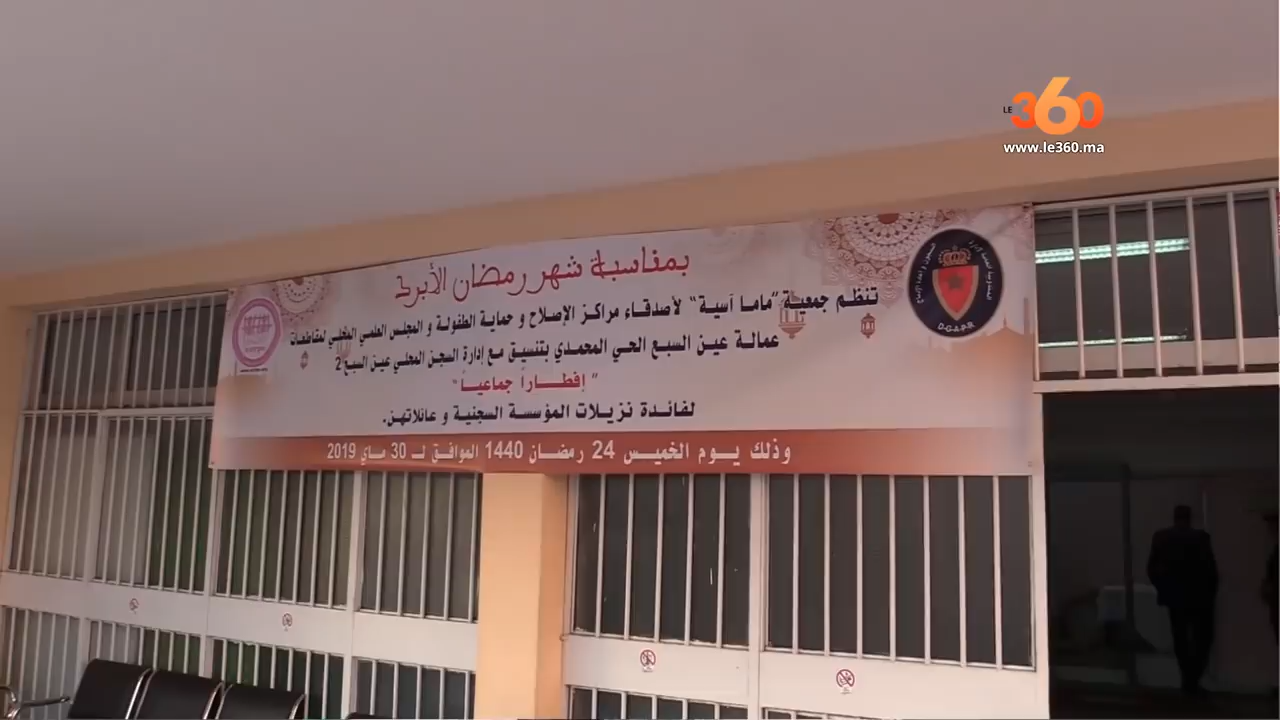 LE 360
www.le360.ma
بمناسبة شهر رمضان الأبرك
تنظم جمعية "ماما آسية" لأصدقاء مراكز الإصلاح و حماية الطفولة و المجلس العلمي المحلي لمقاطعات
عمالة عين السبع الحي المحمدي بتنسيق مع إدارة السجن المحلي عين السبع 2
"إفطاراً جماعياً"
لفائدة نزيلات المؤسسة السجنية و عائلاتهن.
وذلك يوم الخميس 24 رمضان 1440 الموافق لـ 30 ماي 2019
D.G.A.P.R